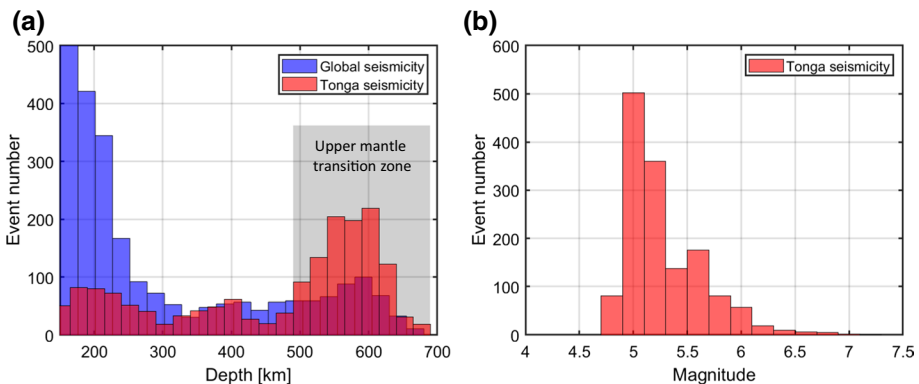 (a)
500
400
300
200
100
0
Event number
200
300
400
500
600
700
Depth [km]
Global seismicity
Tonga seismicity
Upper mantle
transition zone
(b)
600
500
400
300
200
100
0
Event number
4
4.5
5
5.5
6
6.5
7
7.5
Magnitude
Tonga seismicity